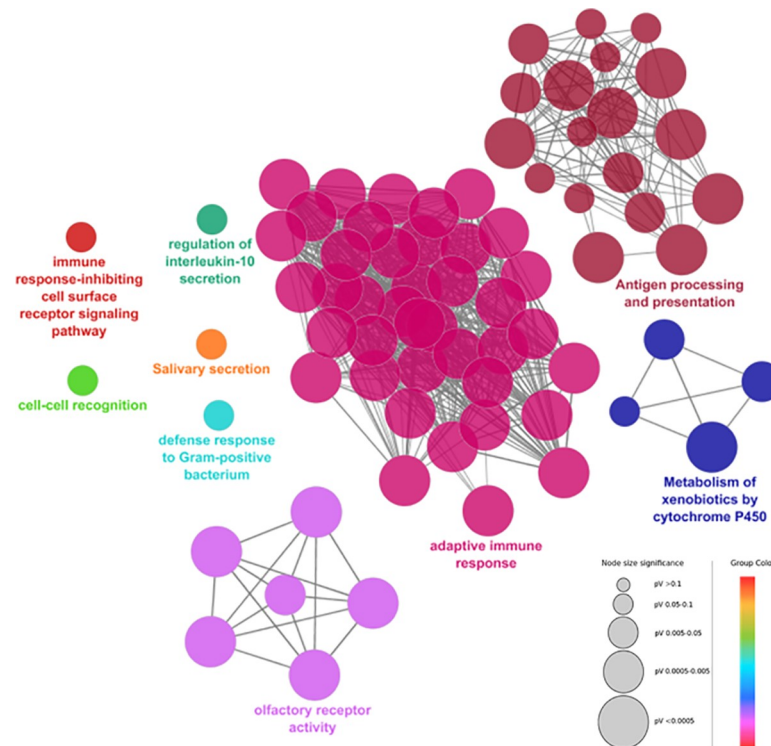 immune
response-inhibiting
cell surface
receptor signaling
pathway
regulation of
interleukin-10
secretion
Salivary secretion
cell-cell recognition
defense response
to Gram-positive
bacterium
Antigen processing
and presentation
Metabolism of
xenobiotics by
cytochrome P450
adaptive immune
response
olfactory receptor
activity
Node size significance
pV >0.1
pV 0.05-0.1
pV 0.005-0.05
pV 0.0005-0.005
pV <0.0005
Group Colo